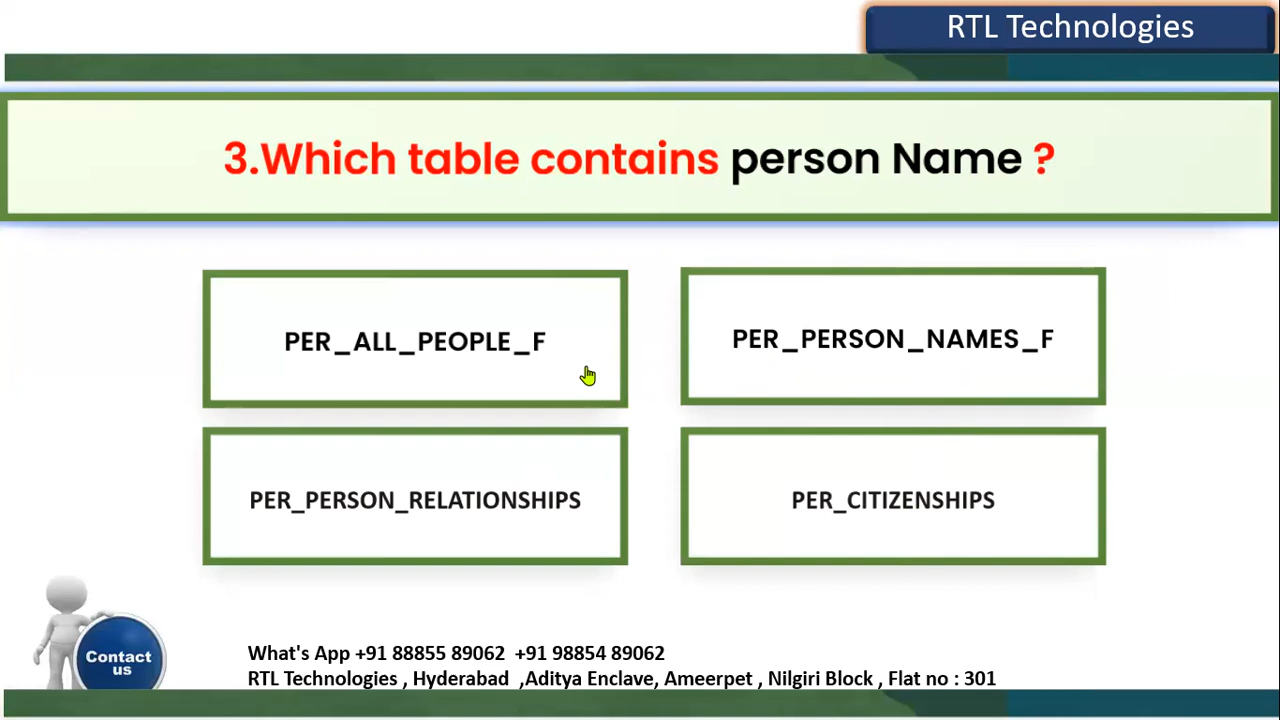 RTL Technologies
3.Which table contains person Name ?
PER_ALL_PEOPLE_F
PER_PERSON_NAMES_F
PER_PERSON_RELATIONSHIPS
PER_CITIZENSHIPS
Contact
us
What's App +91 88855 89062 +91 98854 89062
RTL Technologies , Hyderabad ,Aditya Enclave, Ameerpet , Nilgiri Block , Flat no : 301